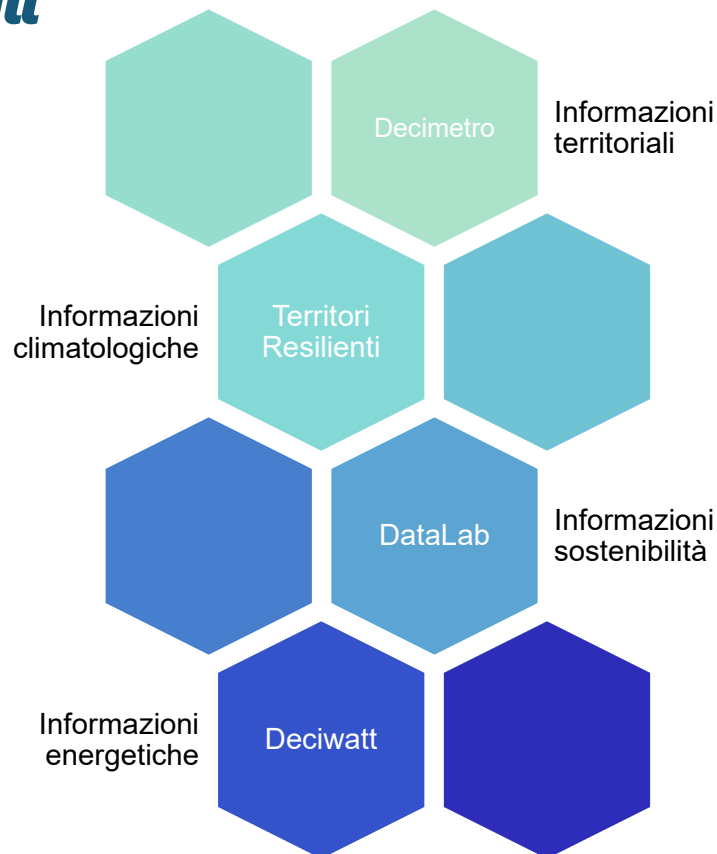 Decimetro
Informazioni
territoriali
Informazioni
climatologiche
Territori
Resilienti
DataLab
Informazioni
sostenibilità
Informazioni
energetiche
Deciwatt